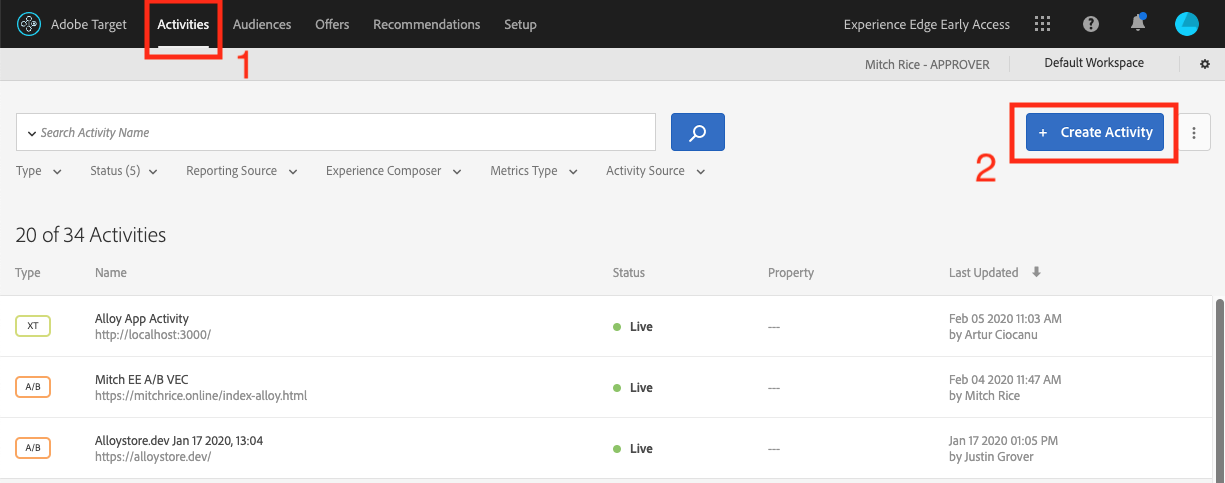 Adobe Target Activities Audiences Offers Recommendations Setup Experience Edge Early Access
1
Mitch Rice - APPROVER Default Workspace
Search Activity Name
+ Create Activity
2
Type Status (5) Reporting Source Experience Composer Metrics Type Activity Source
20 of 34 Activities
Type Name Status Property Last Updated
XT Alloy App Activity Live --- Feb 05 2020 11:03 AM
http://localhost:3000/ by Artur Ciocanu
A/B Mitch EE A/B VEC Live --- Feb 04 2020 11:47 AM
https://mitchrice.online/index-alloy.html by Mitch Rice
A/B Alloystore.dev Jan 17 2020, 13:04 Live --- Jan 17 2020 01:05 PM
https://alloystore.dev/ by Justin Grover